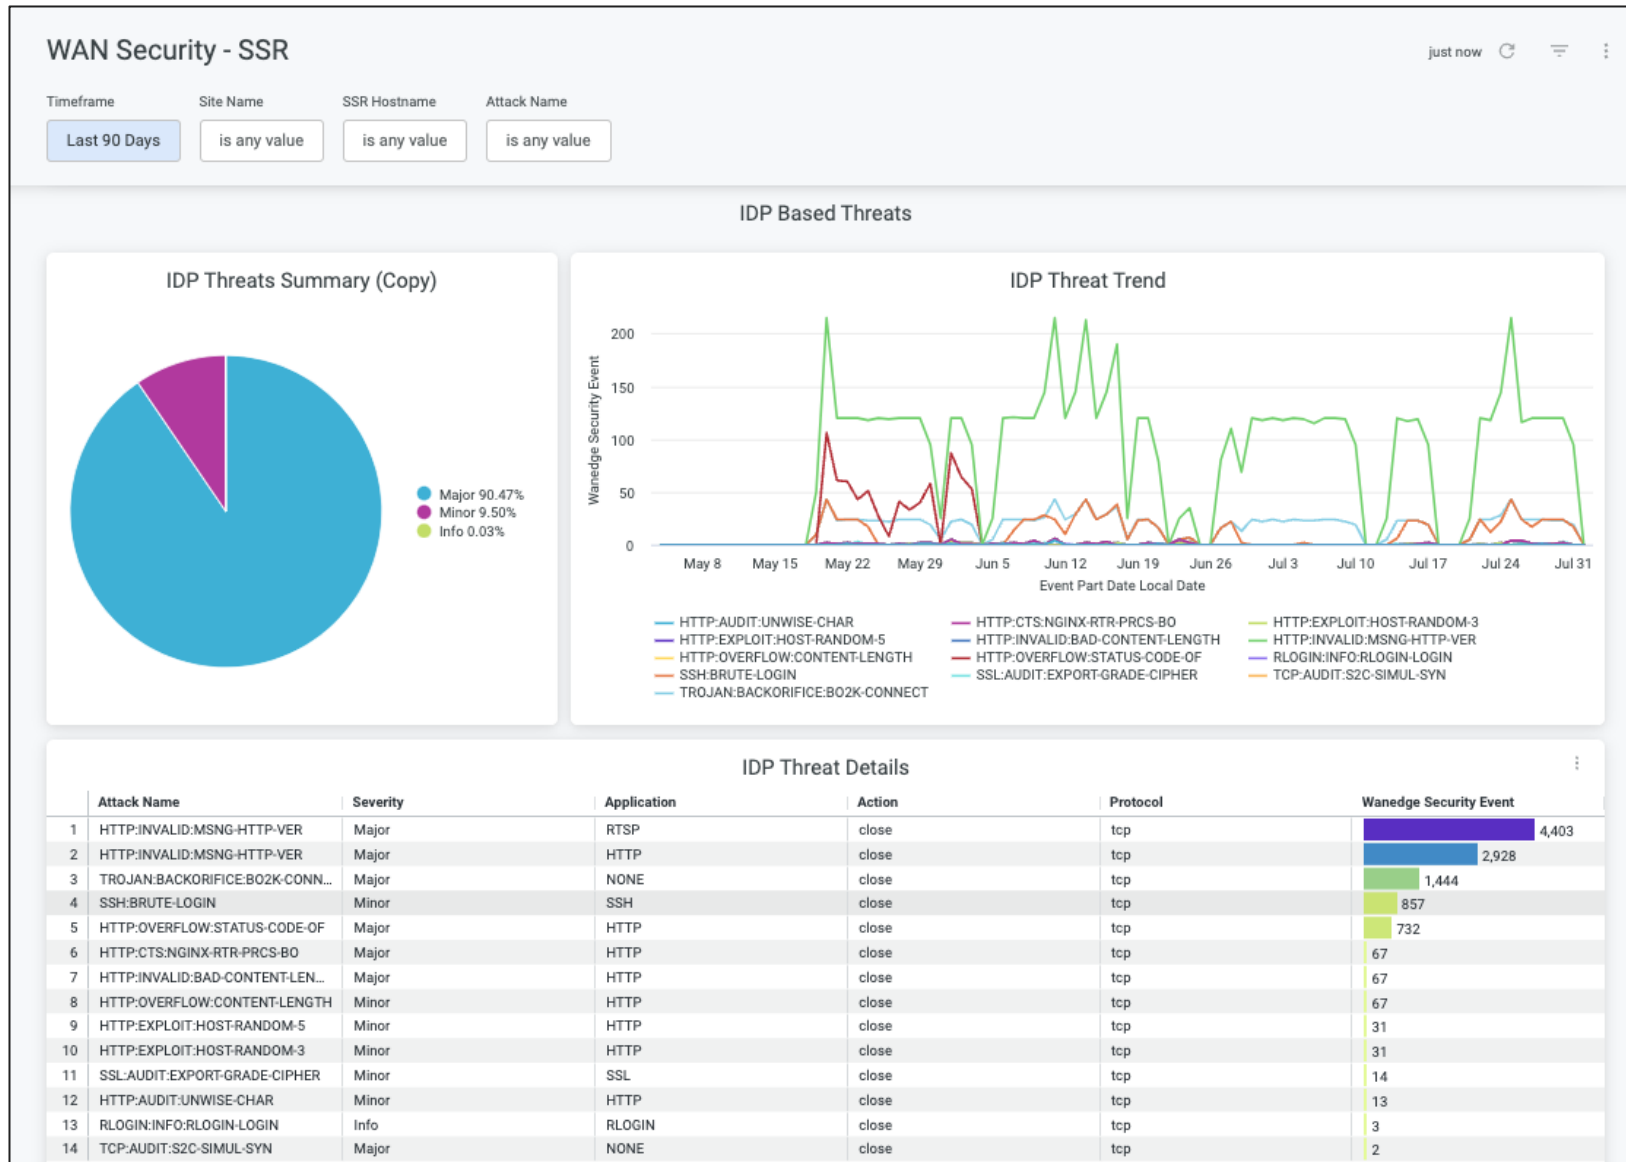 WAN Security - SSR
just now
Timeframe Site Name SSR Hostname Attack Name
Last 90 Days is any value is any value is any value
IDP Based Threats
IDP Threats Summary (Copy)
Major 90.47%
Minor 9.50%
Info 0.03%
IDP Threat Trend
Wanedge Security Event
200
150
100
50
0
May 8 May 15 May 22 May 29 Jun 5 Jun 12 Jun 19 Jun 26 Jul 3 Jul 10 Jul 17 Jul 24 Jul 31
Event Part Date Local Date
HTTP:AUDIT:UNWISE-CHAR HTTP:CTS:NGINX-RTR-PRCS-BO HTTP:EXPLOIT:HOST-RANDOM-3
HTTP:EXPLOIT:HOST-RANDOM-5 HTTP:INVALID:BAD-CONTENT-LENGTH HTTP:INVALID:MSNG-HTTP-VER
HTTP:OVERFLOW:CONTENT-LENGTH HTTP:OVERFLOW:STATUS-CODE-OF RLOGIN:INFO:RLOGIN-LOGIN
SSH:BRUTE-LOGIN SSL:AUDIT:EXPORT-GRADE-CIPHER TCP:AUDIT:S2C-SIMUL-SYN
TROJAN:BACKORIFICE:BO2K-CONNECT
IDP Threat Details
Attack Name Severity Application Action Protocol Wanedge Security Event
1 HTTP:INVALID:MSNG-HTTP-VER Major RTSP close tcp 4,403
2 HTTP:INVALID:MSNG-HTTP-VER Major HTTP close tcp 2,928
3 TROJAN:BACKORIFICE:BO2K-CONN... Major NONE close tcp 1,444
4 SSH:BRUTE-LOGIN Minor SSH close tcp 857
5 HTTP:OVERFLOW:STATUS-CODE-OF Major HTTP close tcp 732
6 HTTP:CTS:NGINX-RTR-PRCS-BO Major HTTP close tcp 67
7 HTTP:INVALID:BAD-CONTENT-LEN... Major HTTP close tcp 67
8 HTTP:OVERFLOW:CONTENT-LENGTH Minor HTTP close tcp 67
9 HTTP:EXPLOIT:HOST-RANDOM-5 Minor HTTP close tcp 31
10 HTTP:EXPLOIT:HOST-RANDOM-3 Minor HTTP close tcp 31
11 SSL:AUDIT:EXPORT-GRADE-CIPHER Minor SSL close tcp 14
12 HTTP:AUDIT:UNWISE-CHAR Minor HTTP close tcp 13
13 RLOGIN:INFO:RLOGIN-LOGIN Info RLOGIN close tcp 3
14 TCP:AUDIT:S2C-SIMUL-SYN Major NONE close tcp 2